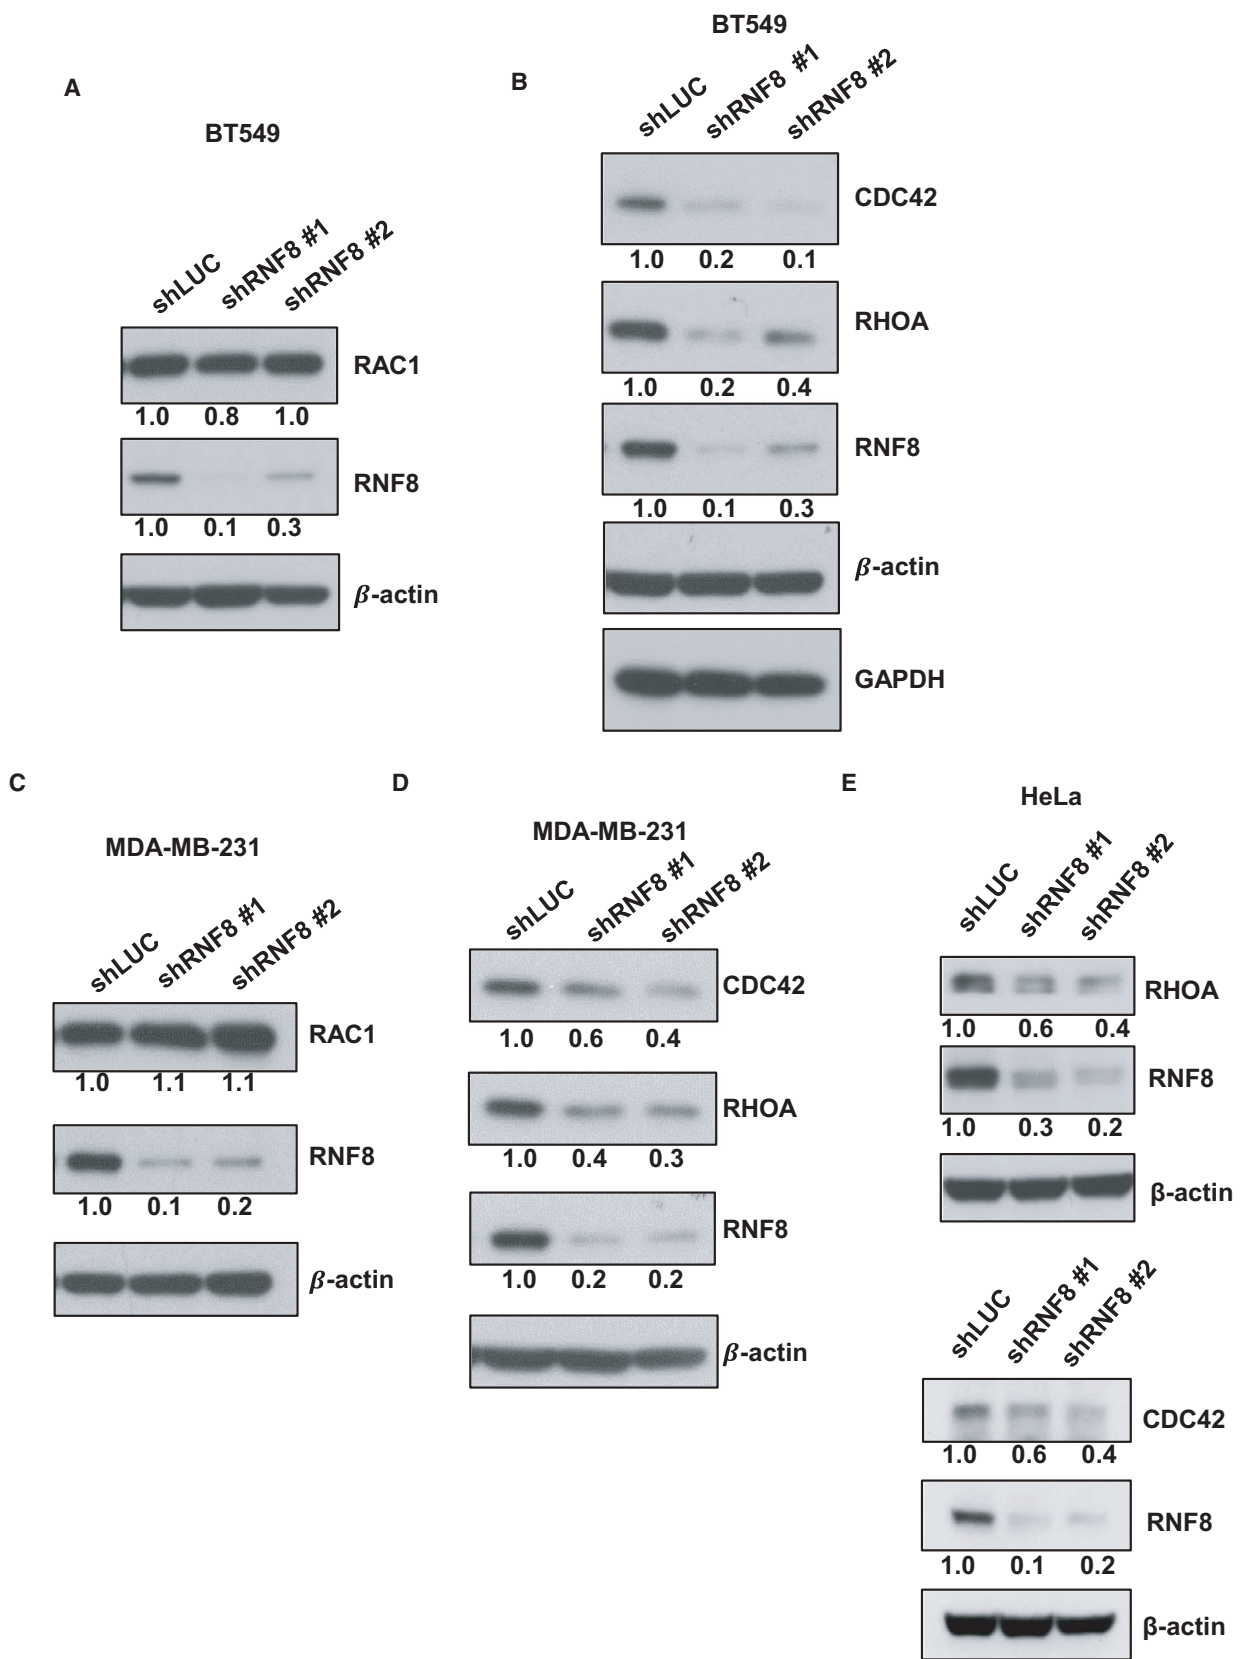 A
BT549
shLUC
shRNF8 #1
shRNF8 #2
RAC1
1.0 0.8 1.0
RNF8
1.0 0.1 0.3
β-actin
B
BT549
shLUC
shRNF8 #1
shRNF8 #2
CDC42
1.0 0.2 0.1
RHOA
1.0 0.2 0.4
RNF8
1.0 0.1 0.3
β-actin
GAPDH
C
MDA-MB-231
shLUC
shRNF8 #1
shRNF8 #2
RAC1
1.0 1.1 1.1
RNF8
1.0 0.1 0.2
β-actin
D
MDA-MB-231
shLUC
shRNF8 #1
shRNF8 #2
CDC42
1.0 0.6 0.4
RHOA
1.0 0.4 0.3
RNF8
1.0 0.2 0.2
β-actin
E
HeLa
shLUC
shRNF8 #1
shRNF8 #2
RHOA
1.0 0.6 0.4
RNF8
1.0 0.3 0.2
β-actin
shLUC
shRNF8 #1
shRNF8 #2
CDC42
1.0 0.6 0.4
RNF8
1.0 0.1 0.2
β-actin